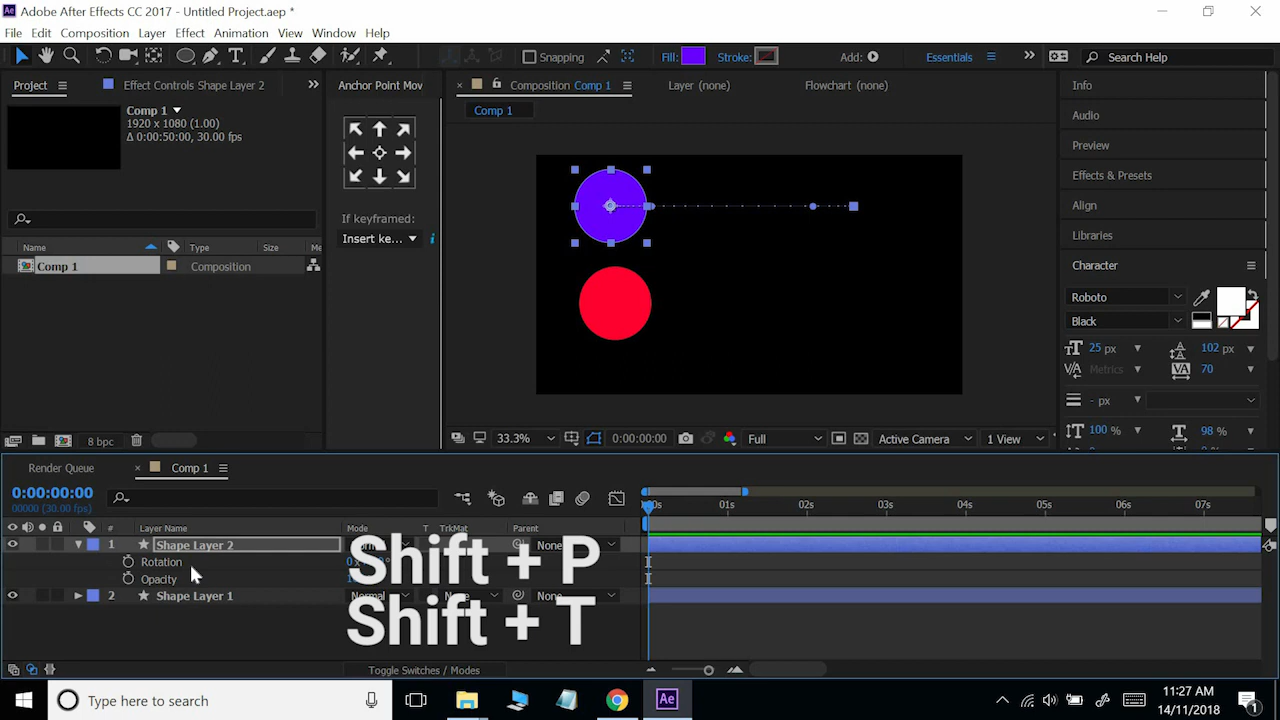 Adobe After Effects CC 2017 - Untitled Project.aep *
File Edit Composition Layer Effect Animation View Window Help
Snapping Fill: Stroke: Add: Essentials Search Help
Project Effect Controls Shape Layer 2 Anchor Point Mov Composition Comp 1 Layer (none) Flowchart (none) Info
Comp 1
1920 x 1080 (1.00)
Δ 0:00:50:00, 30.00 fps
Comp 1
Audio
Preview
Effects & Presets
Align
Libraries
Character
If keyframed:
Insert ke...
Name Type Size Me
Comp 1 Composition
Roboto
Black
25 px 102 px
Metrics 70
- px
100 % 98 %
8 bpc 33.3% 0:00:00:00 Full Active Camera 1 View
Render Queue Comp 1
0:00:00:00
00000 (30.00 fps)
# Layer Name Mode T TrkMat Parent
:00s 01s 02s 03s 04s 05s 06s 07s
1 Shape Layer 2 None
Rotation 0 x
Opacity
2 Shape Layer 1 Normal None None
Shift + P
Shift + T
Toggle Switches / Modes
Type here to search
Ae
11:27 AM
14/11/2018
1